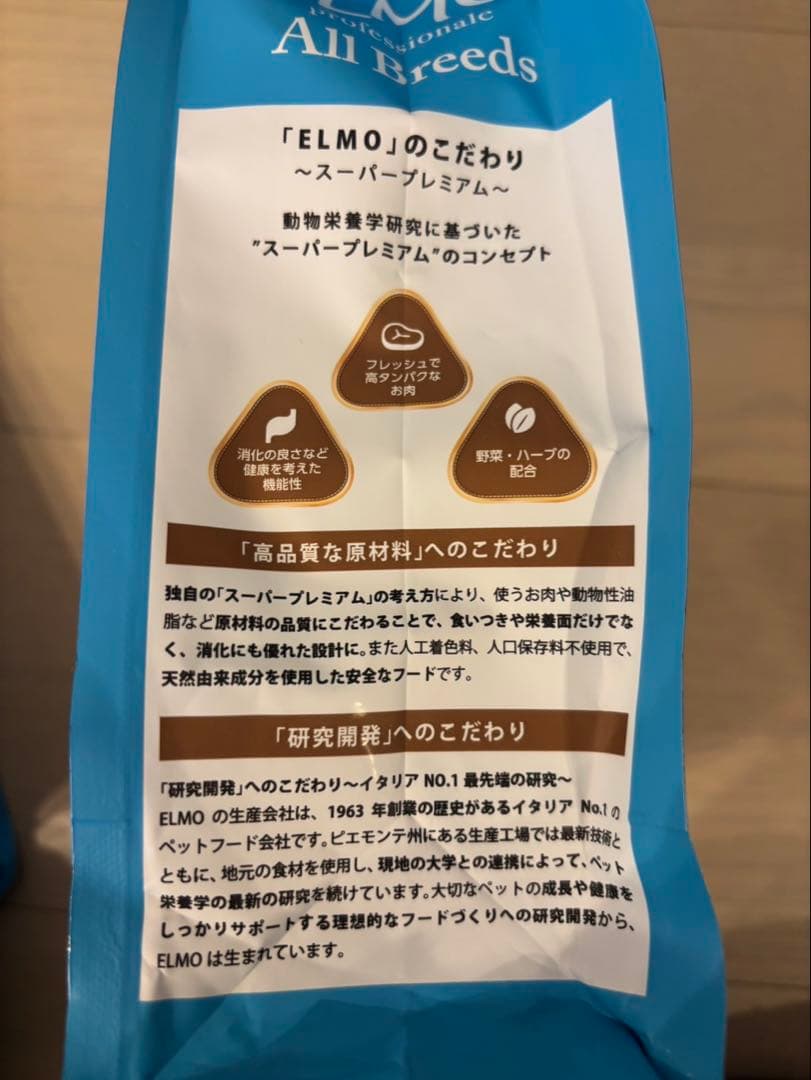 Professionale
All Breeds
「ELMO」のこだわり
～スーパープレミアム～
動物栄養学研究に基づいた
"スーパープレミアム"のコンセプト
フレッシュで
高タンパクな
お肉
消化の良さなど
健康を考えた
機能性
野菜・ハーブの
配合
「高品質な原材料」へのこだわり
独自の「スーパープレミアム」の考え方により、使うお肉や動物性油
脂など原材料の品質にこだわることで、食いつきや栄養面だけでな
く、消化にも優れた設計に。また人工着色料、人口保存料不使用で、
天然由来成分を使用した安全なフードです。
「研究開発」へのこだわり
「研究開発」へのこだわり～イタリア NO.1 最先端の研究～
ELMO の生産会社は、1963 年創業の歴史があるイタリア No.1 の
ペットフード会社です。ピエモンテ州にある生産工場では最新技術と
ともに、地元の食材を使用し、現地の大学との連携によって、ペット
栄養学の最新の研究を続けています。大切なペットの成長や健康を
しっかりサポートする理想的なフードづくりへの研究開発から、
ELMO は生まれています。